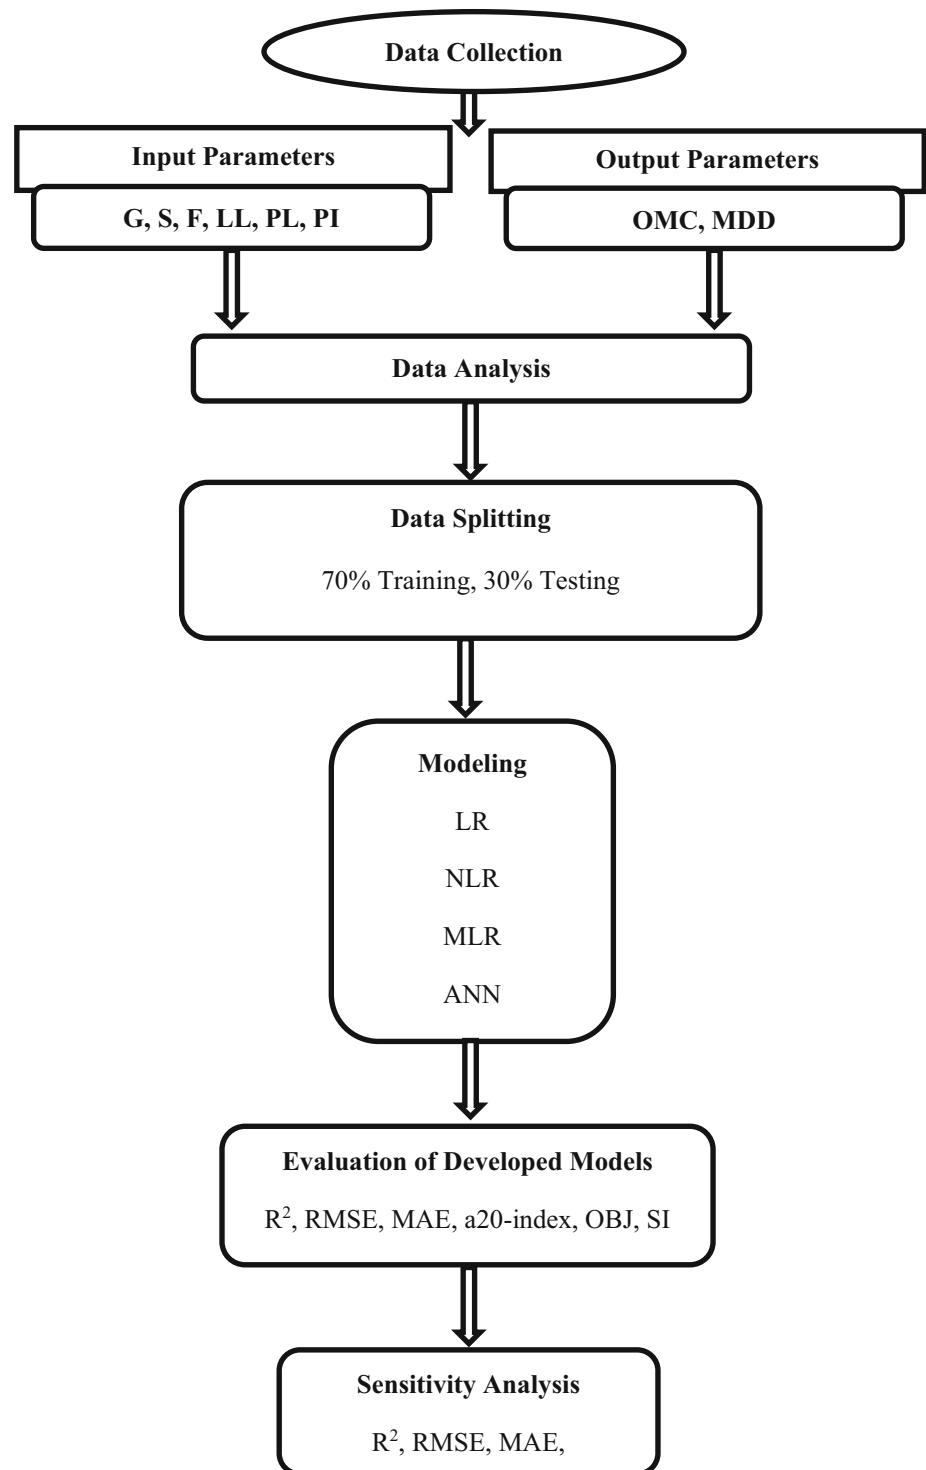 Data Collection
Input Parameters
G, S, F, LL, PL, PI
Output Parameters
OMC, MDD
Data Analysis
Data Splitting
70% Training, 30% Testing
Modeling
LR
NLR
MLR
ANN
Evaluation of Developed Models
R², RMSE, MAE, a20-index, OBJ, SI
Sensitivity Analysis
R², RMSE, MAE,